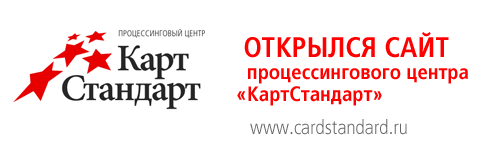 ПРОЦЕССИНГОВЫЙ ЦЕНТР
Карт
Стандарт
ОТКРЫЛСЯ САЙТ
процессингового центра
«КартСтандарт»
www.cardstandard.ru